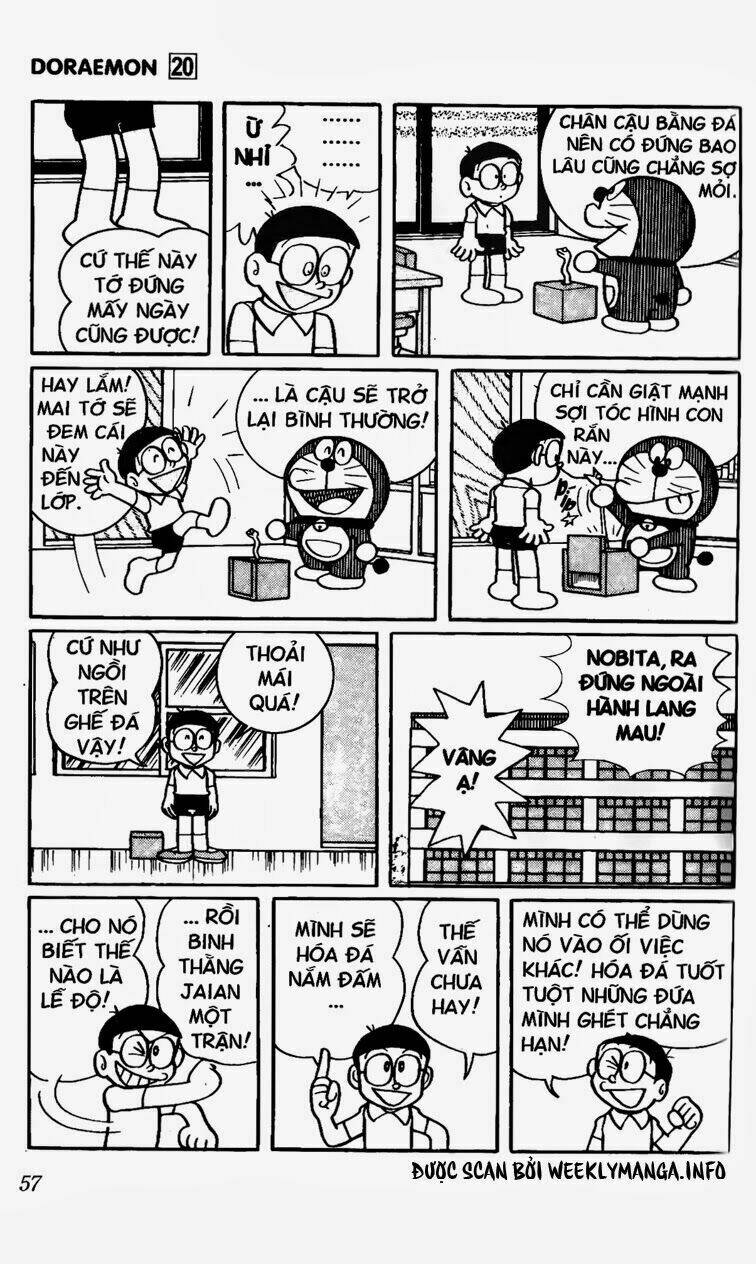 DORAEMON 20
CHÂN CẬU BẰNG ĐÁ
NÊN CÓ ĐỨNG BAO
LÂU CŨNG CHẲNG SỢ
MỎI.
......
......
Ừ
NHỈ
...
CỨ THẾ NÀY
TỚ ĐỨNG
MẤY NGÀY
CŨNG ĐƯỢC!
CHỈ CẦN GIẬT MẠNH
SỢI TÓC HÌNH CON
RẮN
NÀY...
... LÀ CẬU SẼ TRỞ
LẠI BÌNH THƯỜNG!
HAY LẮM!
MAI TỚ SẼ
ĐEM CÁI
NÀY
ĐẾN
LỚP.
NOBITA, RA
ĐỨNG NGOÀI
HÀNH LANG
MAU!
VÂNG
Ạ!
THOẢI
MÁI
QUÁ!
CỨ NHƯ
NGỒI
TRÊN
GHẾ ĐÁ
VẬY!
MÌNH CÓ THỂ DÙNG
NÓ VÀO ỐI VIỆC
KHÁC! HÓA ĐÁ TUỐT
TUỘT NHỮNG ĐỨA
MÌNH GHÉT CHẲNG
HẠN!
THẾ
VẪN
CHƯA
HAY!
MÌNH SẼ
HÓA ĐÁ
NẮM ĐẤM
...
... RỒI
BINH
THẰNG
JAIAN
MỘT
TRẬN!
... CHO NÓ
BIẾT THẾ
NÀO LÀ
LỄ ĐỘ!
ĐƯỢC SCAN BỞI WEEKLYMANGA.INFO
57